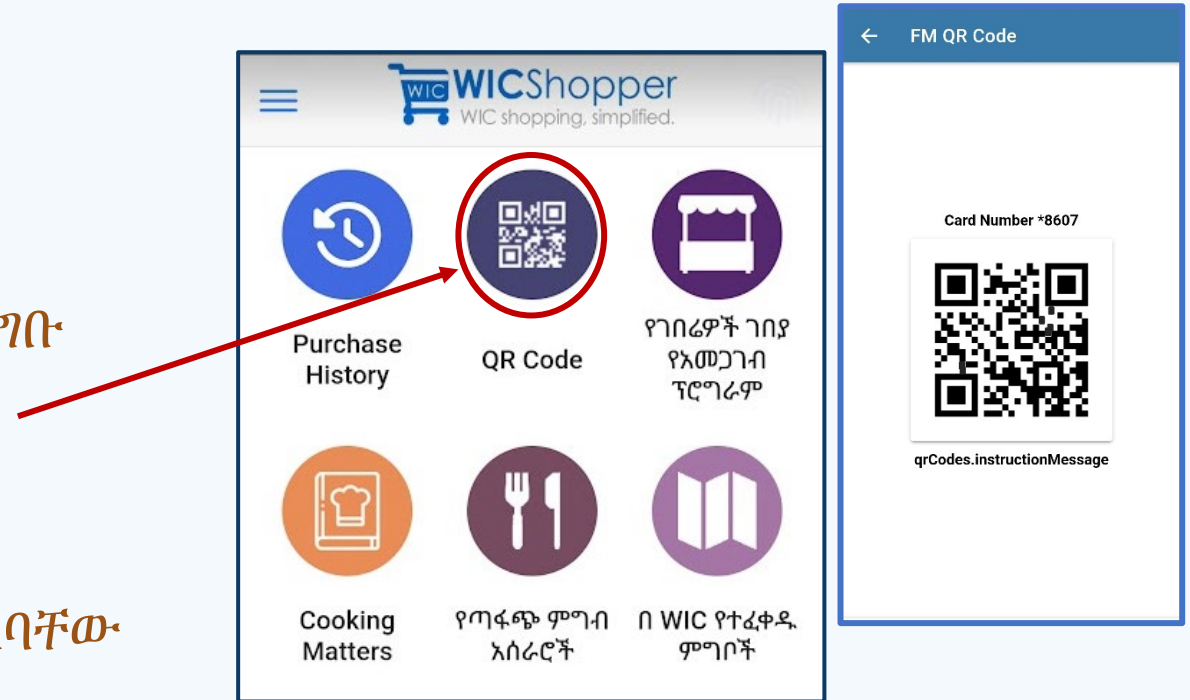 WIC WICShopper
WIC shopping, simplified.
Purchase
History
QR Code
የገበሬዎች ገበያ
የአመጋገብ
ፕሮግራም
Cooking
Matters
የጣፋጭ ምግብ
አሰራሮች
በ WIC የተፈቀዱ
ምግቦች
FM QR Code
Card Number *8607
qrCodes.instructionMessage